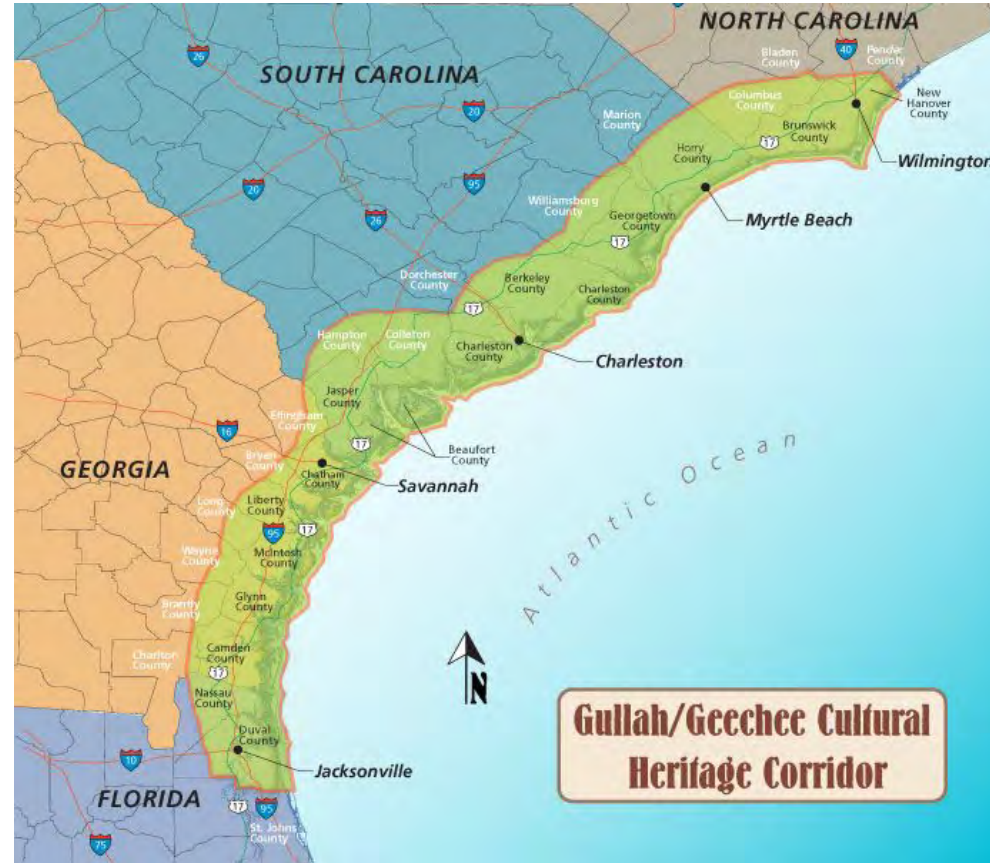 NORTH CAROLINA
Bladen
County
40
Pender
County
26
SOUTH CAROLINA
Columbus
County
New
Hanover
County
20
Marion
County
Brunswick
County
17
Horry
County
Wilmington
20
95
26
Williamsburg
County
Georgetown
County
17
Myrtle Beach
Dorchester
County
Berkeley
County
Charleston
County
17
Hampton
County
Colleton
County
Charleston
County
Charleston
Jasper
County
Effingham
County
16
17
Beaufort
County
Bryan
County
GEORGIA
Chatham
County
Savannah
Long
County
Liberty
County
95
17
McIntosh
County
Wayne
County
Atlantic Ocean
Glynn
County
Brantly
County
Camden
County
Charlton
County
17
N
Nassau
County
Duval
County
Gullah/Geechee Cultural
Heritage Corridor
10
Jacksonville
FLORIDA
17
95
St. Johns
County
75